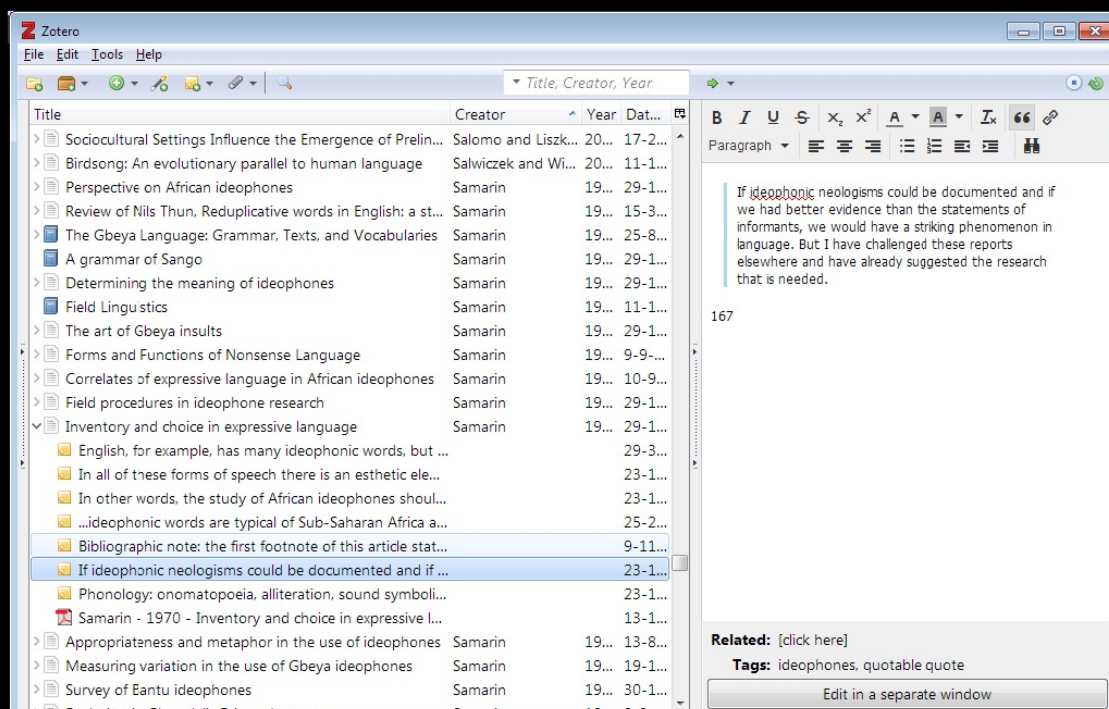 Zotero
File Edit Tools Help
Title, Creator, Year
Title Creator Year Dat...
Sociocultural Settings Influence the Emergence of Prelin... Salomo and Liszk... 20... 17-2...
Birdsong: An evolutionary parallel to human language Salwiczek and Wi... 20... 11-1...
Perspective on African ideophones Samarin 19... 29-1...
Review of Nils Thun, Reduplicative words in English: a st... Samarin 19... 15-3...
The Gbeya Language: Grammar, Texts, and Vocabularies Samarin 19... 25-8...
A grammar of Sango Samarin 19... 29-1...
Determining the meaning of ideophones Samarin 19... 29-1...
Field Linguistics Samarin 19... 11-1...
The art of Gbeya insults Samarin 19... 29-1...
Forms and Functions of Nonsense Language Samarin 19... 9-9-...
Correlates of expressive language in African ideophones Samarin 19... 10-9...
Field procedures in ideophone research Samarin 19... 29-1...
Inventory and choice in expressive language Samarin 19... 29-1...
English, for example, has many ideophonic words, but ... 29-3...
In all of these forms of speech there is an esthetic ele... 23-1...
In other words, the study of African ideophones shoul... 23-1...
...ideophonic words are typical of Sub-Saharan Africa a... 25-2...
Bibliographic note: the first footnote of this article stat... 9-11...
If ideophonic neologisms could be documented and if ... 23-1...
Phonology: onomatopoeia, alliteration, sound symboli... 23-1...
Samarin - 1970 - Inventory and choice in expressive l... 13-1...
Appropriateness and metaphor in the use of ideophones Samarin 19... 13-8...
Measuring variation in the use of Gbeya ideophones Samarin 19... 19-1...
Survey of Bantu ideophones Samarin 19... 30-1...
B I U S X₂ X² A A Tx
Paragraph
If ideophonic neologisms could be documented and if
we had better evidence than the statements of
informants, we would have a striking phenomenon in
language. But I have challenged these reports
elsewhere and have already suggested the research
that is needed.
167
Related: [click here]
Tags: ideophones, quotable quote
Edit in a separate window